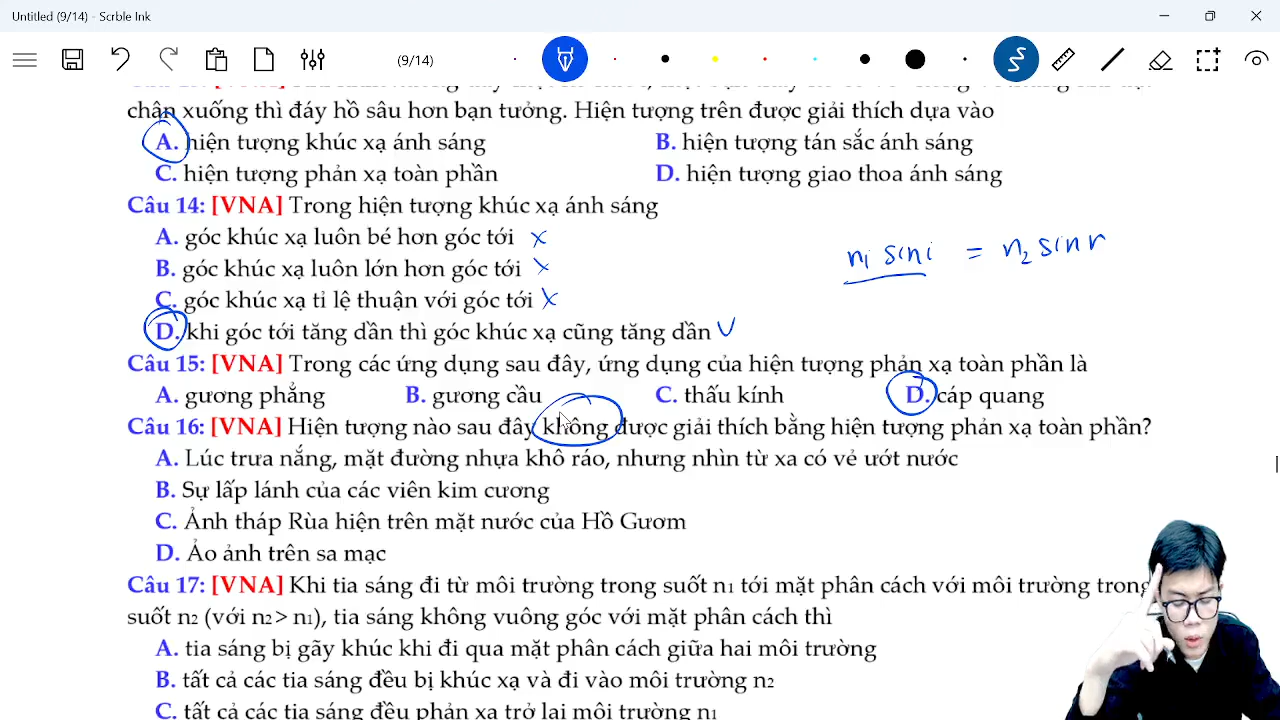 Untitled (9/14) - Scrble Ink
(9/14)
chân xuống thì đáy hồ sâu hơn bạn tưởng. Hiện tượng trên được giải thích dựa vào
A. hiện tượng khúc xạ ánh sáng B. hiện tượng tán sắc ánh sáng
C. hiện tượng phản xạ toàn phần D. hiện tượng giao thoa ánh sáng
Câu 14: [VNA] Trong hiện tượng khúc xạ ánh sáng
A. góc khúc xạ luôn bé hơn góc tới x
B. góc khúc xạ luôn lớn hơn góc tới x
n₁ sini = n₂ sinr
C. góc khúc xạ tỉ lệ thuận với góc tới x
D. khi góc tới tăng dần thì góc khúc xạ cũng tăng dần v
Câu 15: [VNA] Trong các ứng dụng sau đây, ứng dụng của hiện tượng phản xạ toàn phần là
A. gương phẳng B. gương cầu C. thấu kính D. cáp quang
Câu 16: [VNA] Hiện tượng nào sau đây không được giải thích bằng hiện tượng phản xạ toàn phần?
A. Lúc trưa nắng, mặt đường nhựa khô ráo, nhưng nhìn từ xa có vẻ ướt nước
B. Sự lấp lánh của các viên kim cương
C. Ảnh tháp Rùa hiện trên mặt nước của Hồ Gươm
D. Ảo ảnh trên sa mạc
Câu 17: [VNA] Khi tia sáng đi từ môi trường trong suốt n₁ tới mặt phân cách với môi trường trong
suốt n₂ (với n₂ > n₁), tia sáng không vuông góc với mặt phân cách thì
A. tia sáng bị gãy khúc khi đi qua mặt phân cách giữa hai môi trường
B. tất cả các tia sáng đều bị khúc xạ và đi vào môi trường n₂
C. tất cả các tia sáng đều phản xạ trở lại môi trường n₁